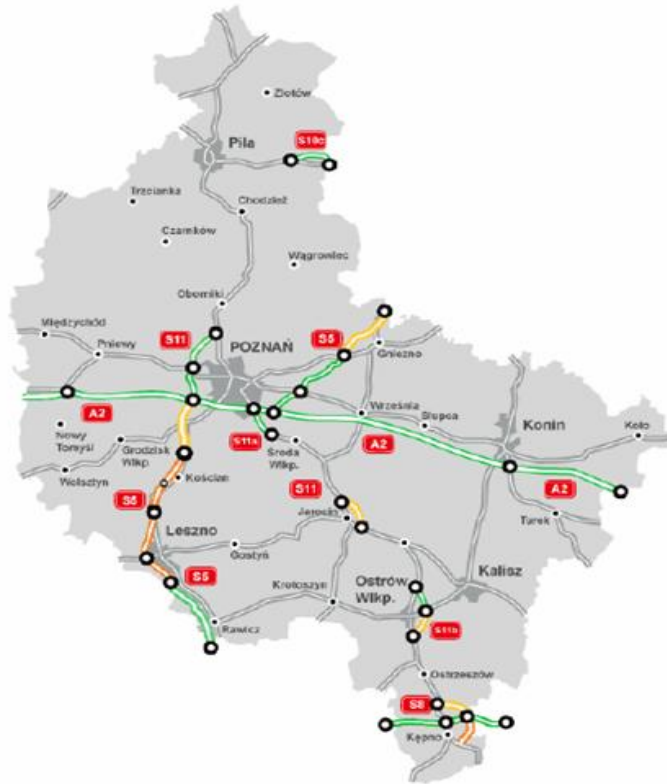 Złotów
Piła
S10c
Trzcianka
Chodzież
Czarnków
Wągrowiec
Oborniki
Międzychód
S11
S5
Pniewy
POZNAŃ
Gniezno
A2
Września
Słupca
Konin
Koło
Nowy
Tomyśl
Grodzisk
Wlkp.
S11a
Środa
Wlkp.
A2
Wolsztyn
Kościan
S11
A2
S5
Jarocin
Turek
Leszno
Gostyń
S5
Krotoszyn
Ostrów
Wlkp.
Kalisz
Rawicz
S11b
Ostrzeszów
S8
Kępno